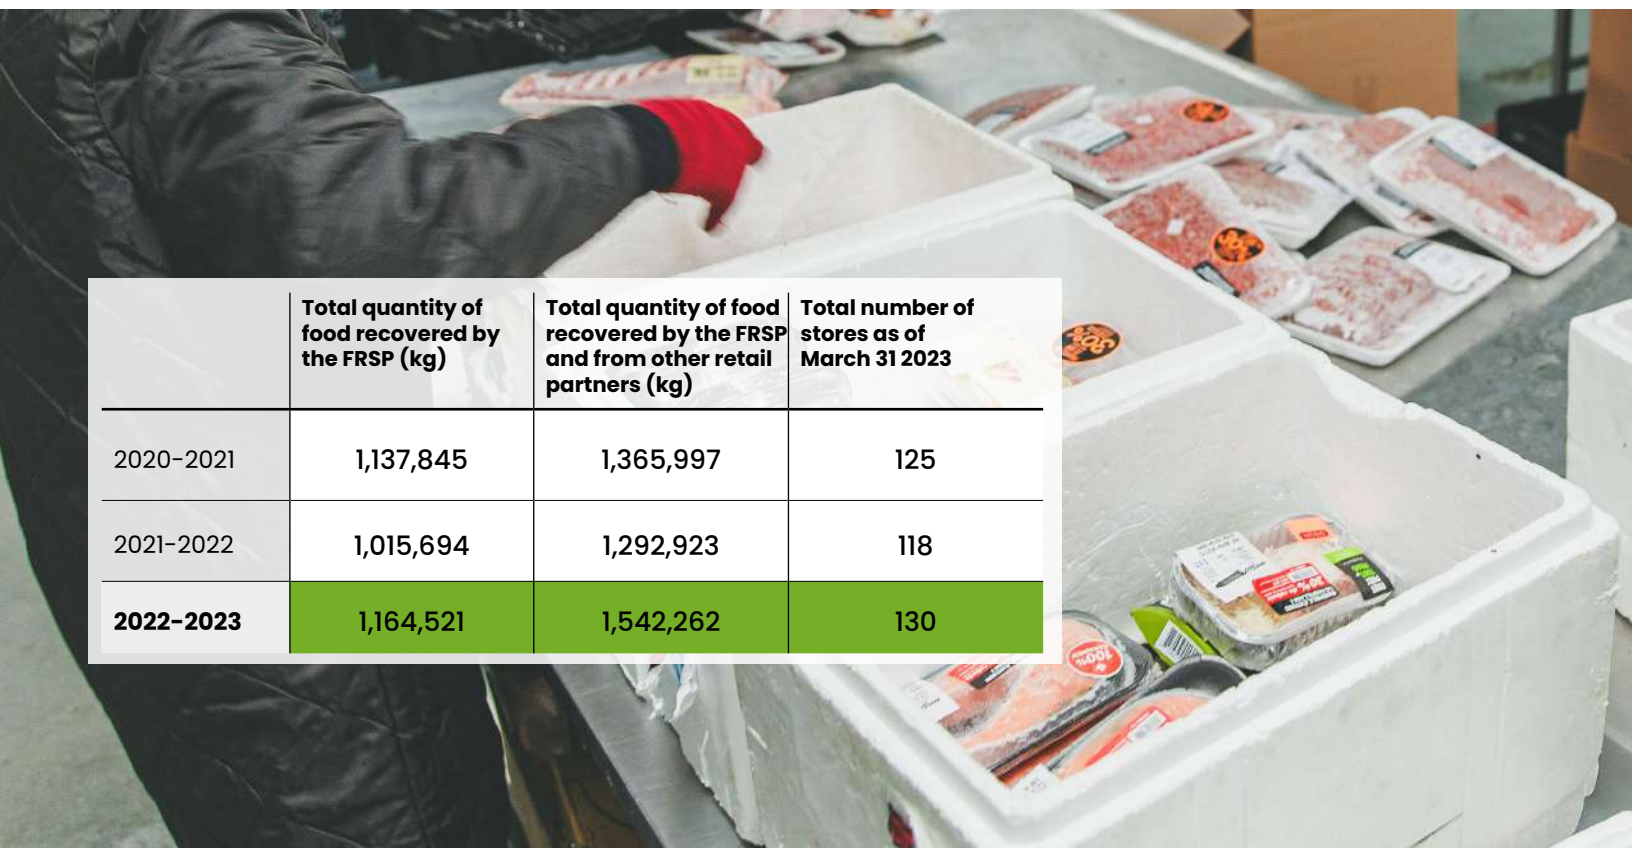 Total quantity of
food recovered by
the FRSP (kg)
Total quantity of food
recovered by the FRSP
and from other retail
partners (kg)
Total number of
stores as of
March 31 2023
2020-2021 1,137,845 1,365,997 125
2021-2022 1,015,694 1,292,923 118
2022-2023 1,164,521 1,542,262 130
30%
100%
30%